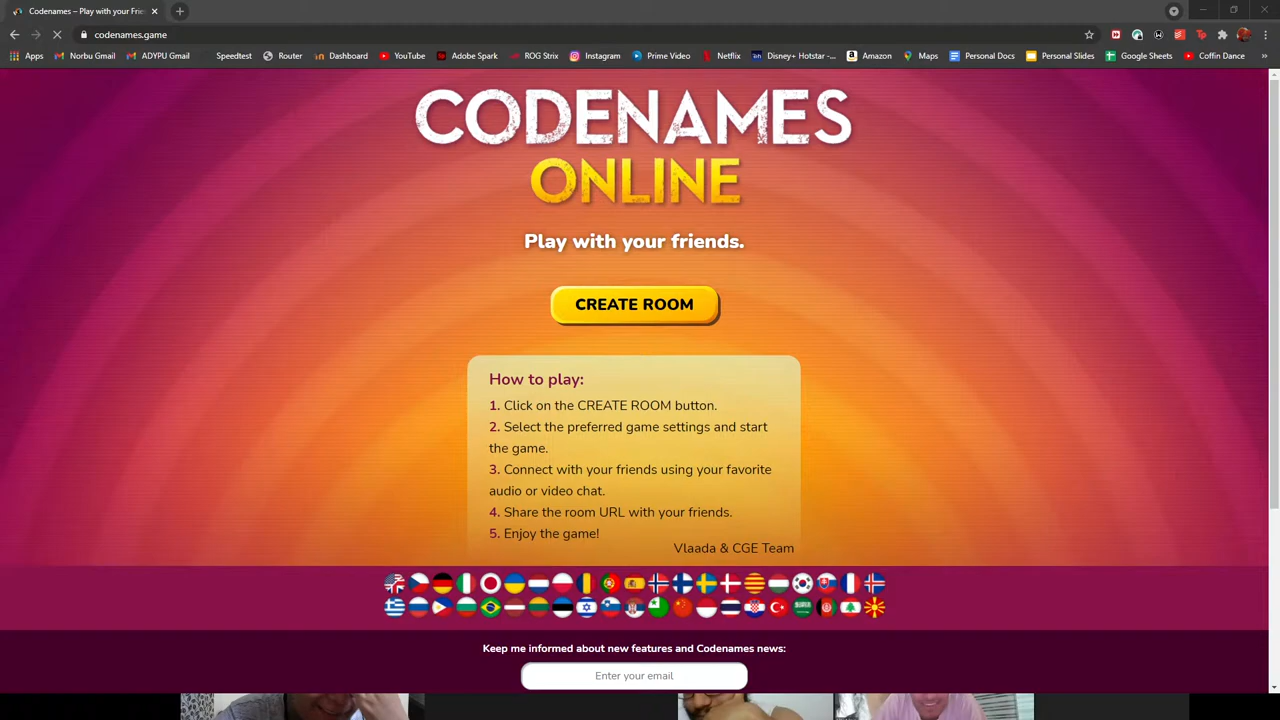 Codenames – Play with your Frie
codenames.game
Apps
Norbu Gmail
ADYPU Gmail
Speedtest
Router
Dashboard
YouTube
Adobe Spark
ROG Strix
Instagram
Prime Video
Netflix
Disney+ Hotstar -...
Amazon
Maps
Personal Docs
Personal Slides
Google Sheets
Coffin Dance
CODENAMES
ONLINE
Play with your friends.
CREATE ROOM
How to play:
1. Click on the CREATE ROOM button.
2. Select the preferred game settings and start
the game.
3. Connect with your friends using your favorite
audio or video chat.
4. Share the room URL with your friends.
5. Enjoy the game!
Vlaada & CGE Team
Keep me informed about new features and Codenames news:
Enter your email